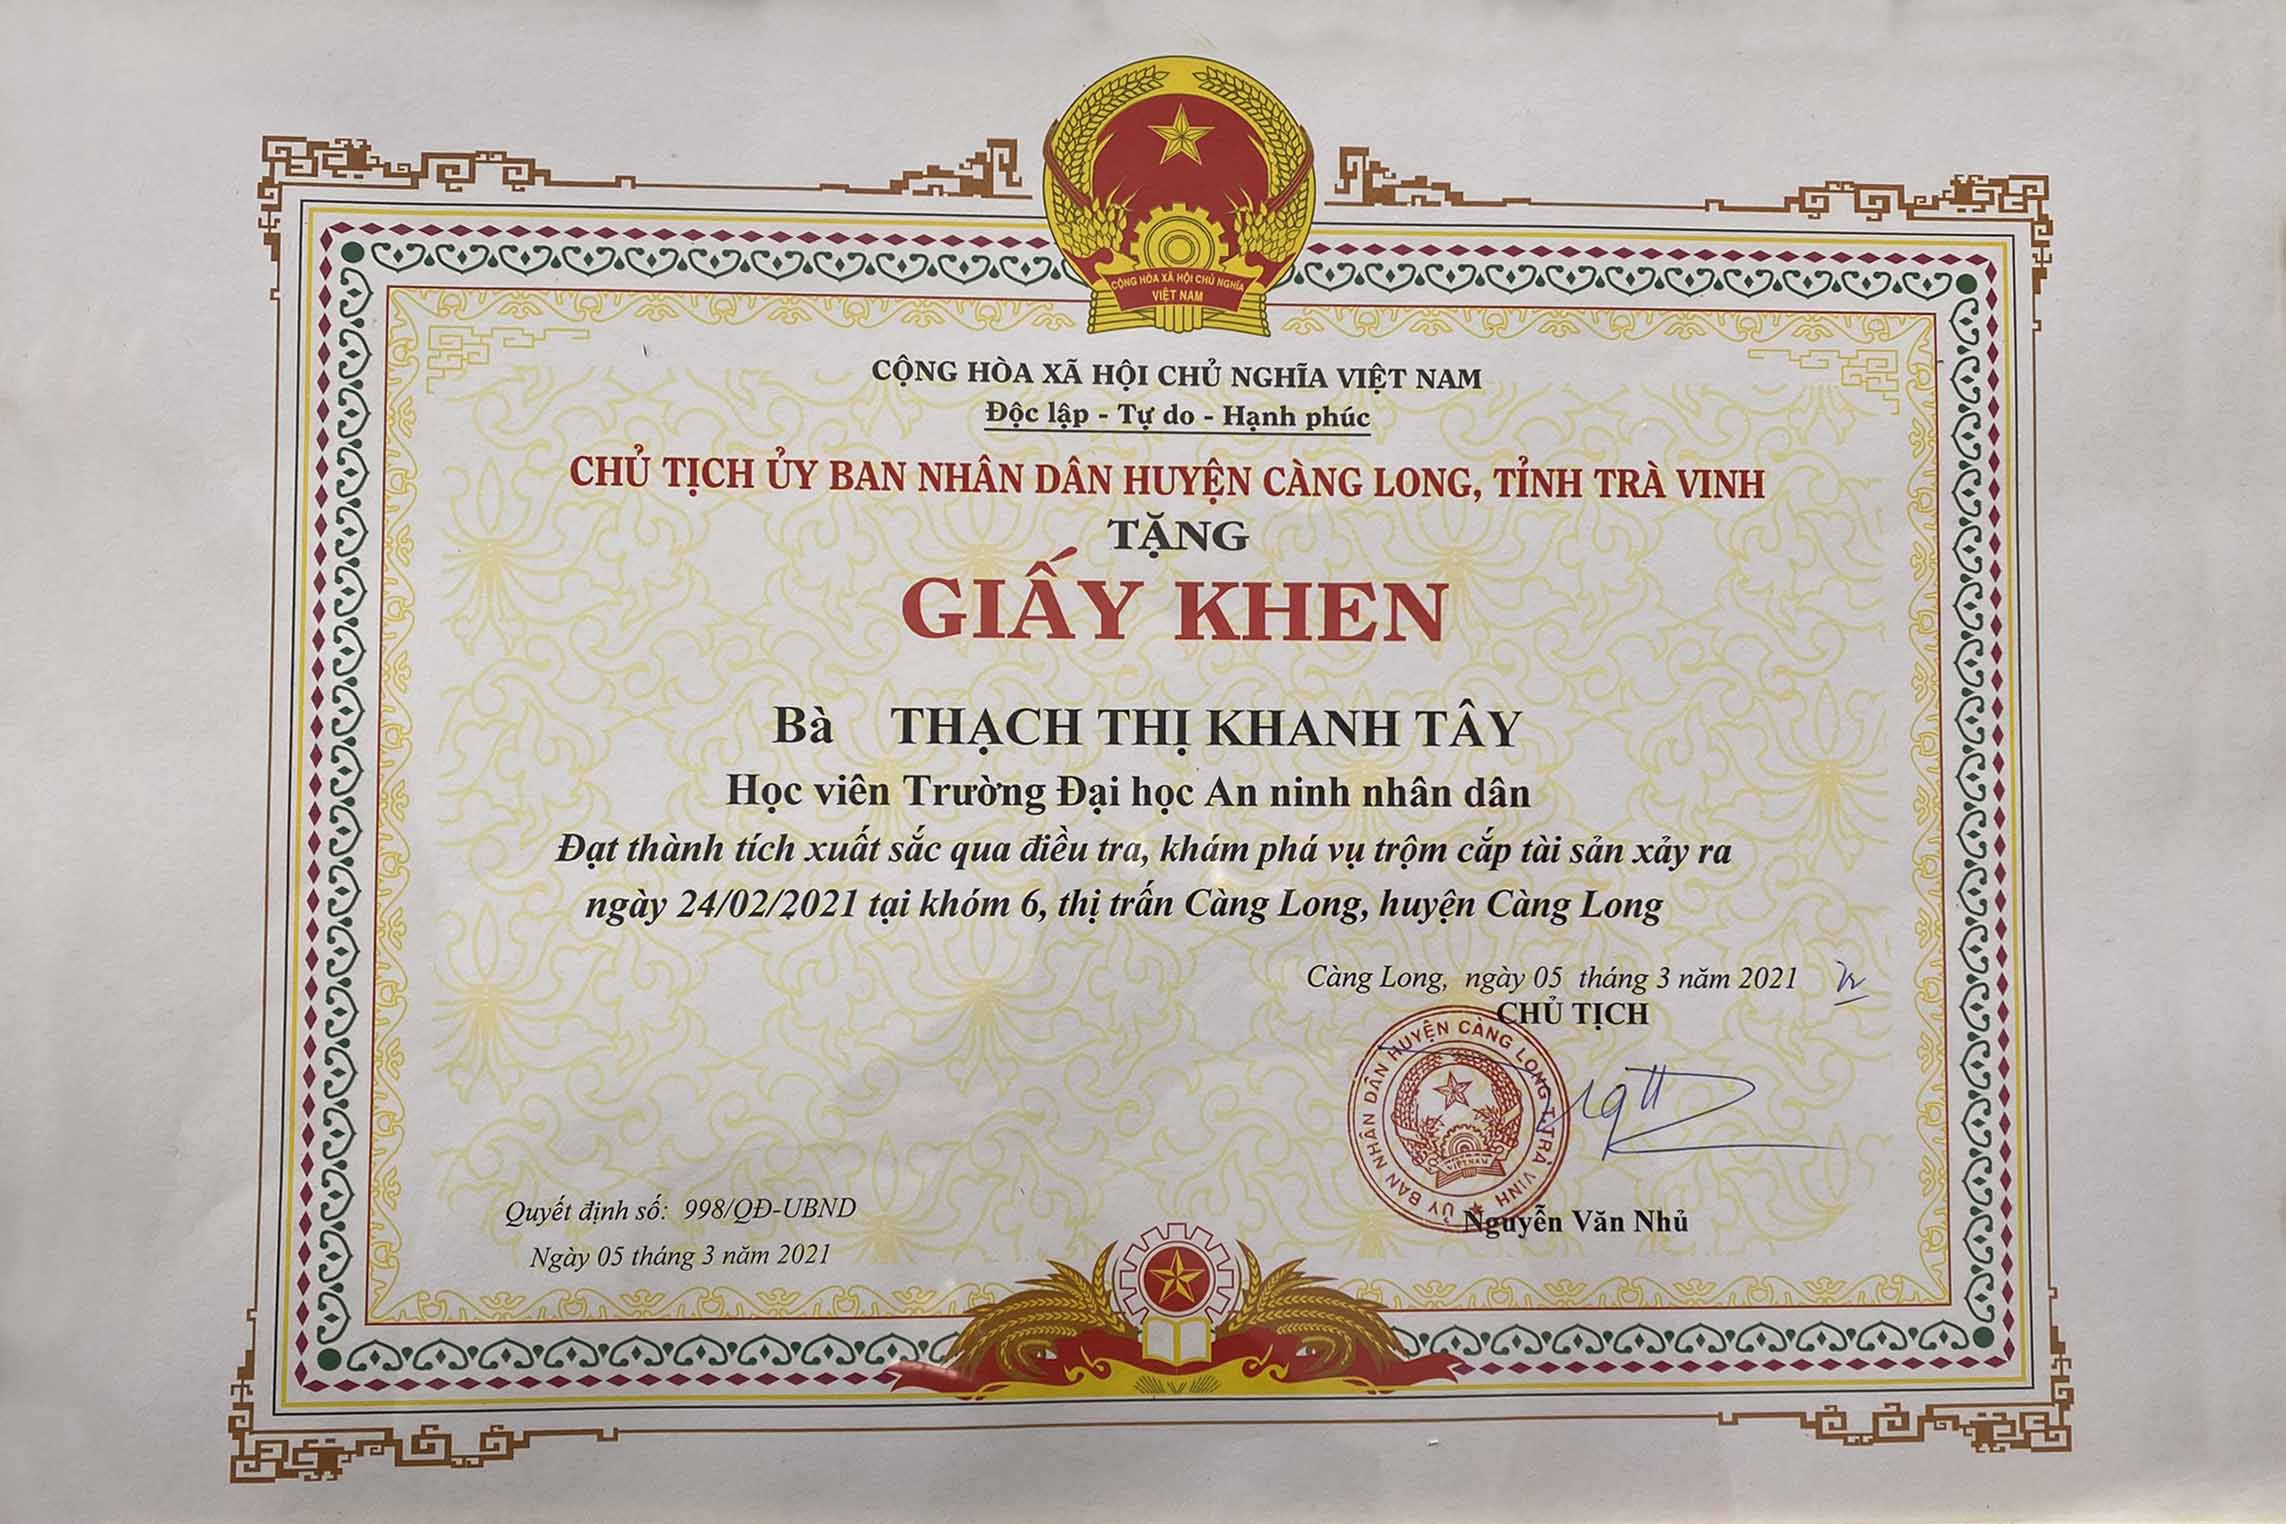 CỘNG HÒA XÃ HỘI CHỦ NGHĨA
VIỆT NAM
CỘNG HÒA XÃ HỘI CHỦ NGHĨA VIỆT NAM
Độc lập - Tự do - Hạnh phúc
CHỦ TỊCH ỦY BAN NHÂN DÂN HUYỆN CÀNG LONG, TỈNH TRÀ VINH
TẶNG
GIẤY KHEN
Bà THẠCH THỊ KHANH TÂY
Học viên Trường Đại học An ninh nhân dân
Đạt thành tích xuất sắc qua điều tra, khám phá vụ trộm cắp tài sản xảy ra
ngày 24/02/2021 tại khóm 6, thị trấn Càng Long, huyện Càng Long
Càng Long, ngày 05 tháng 3 năm 2021
CHỦ TỊCH
ỦY BAN NHÂN DÂN HUYỆN CÀNG LONG T.TRÀ VINH
VIỆT NAM
Nguyễn Văn Nhủ
Quyết định số: 998/QĐ-UBND
Ngày 05 tháng 3 năm 2021